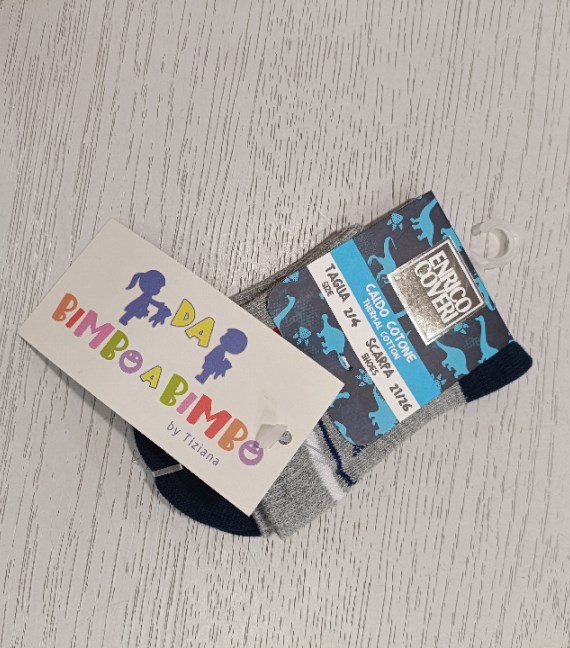 DA
BIMBO A BIMBO
by Tiziana
ENRICO
COVERI
CALDO COTONE
THERMAL COTTON
TAGLIA 2/4
SIZE
SCARPA 21/26
SHOES